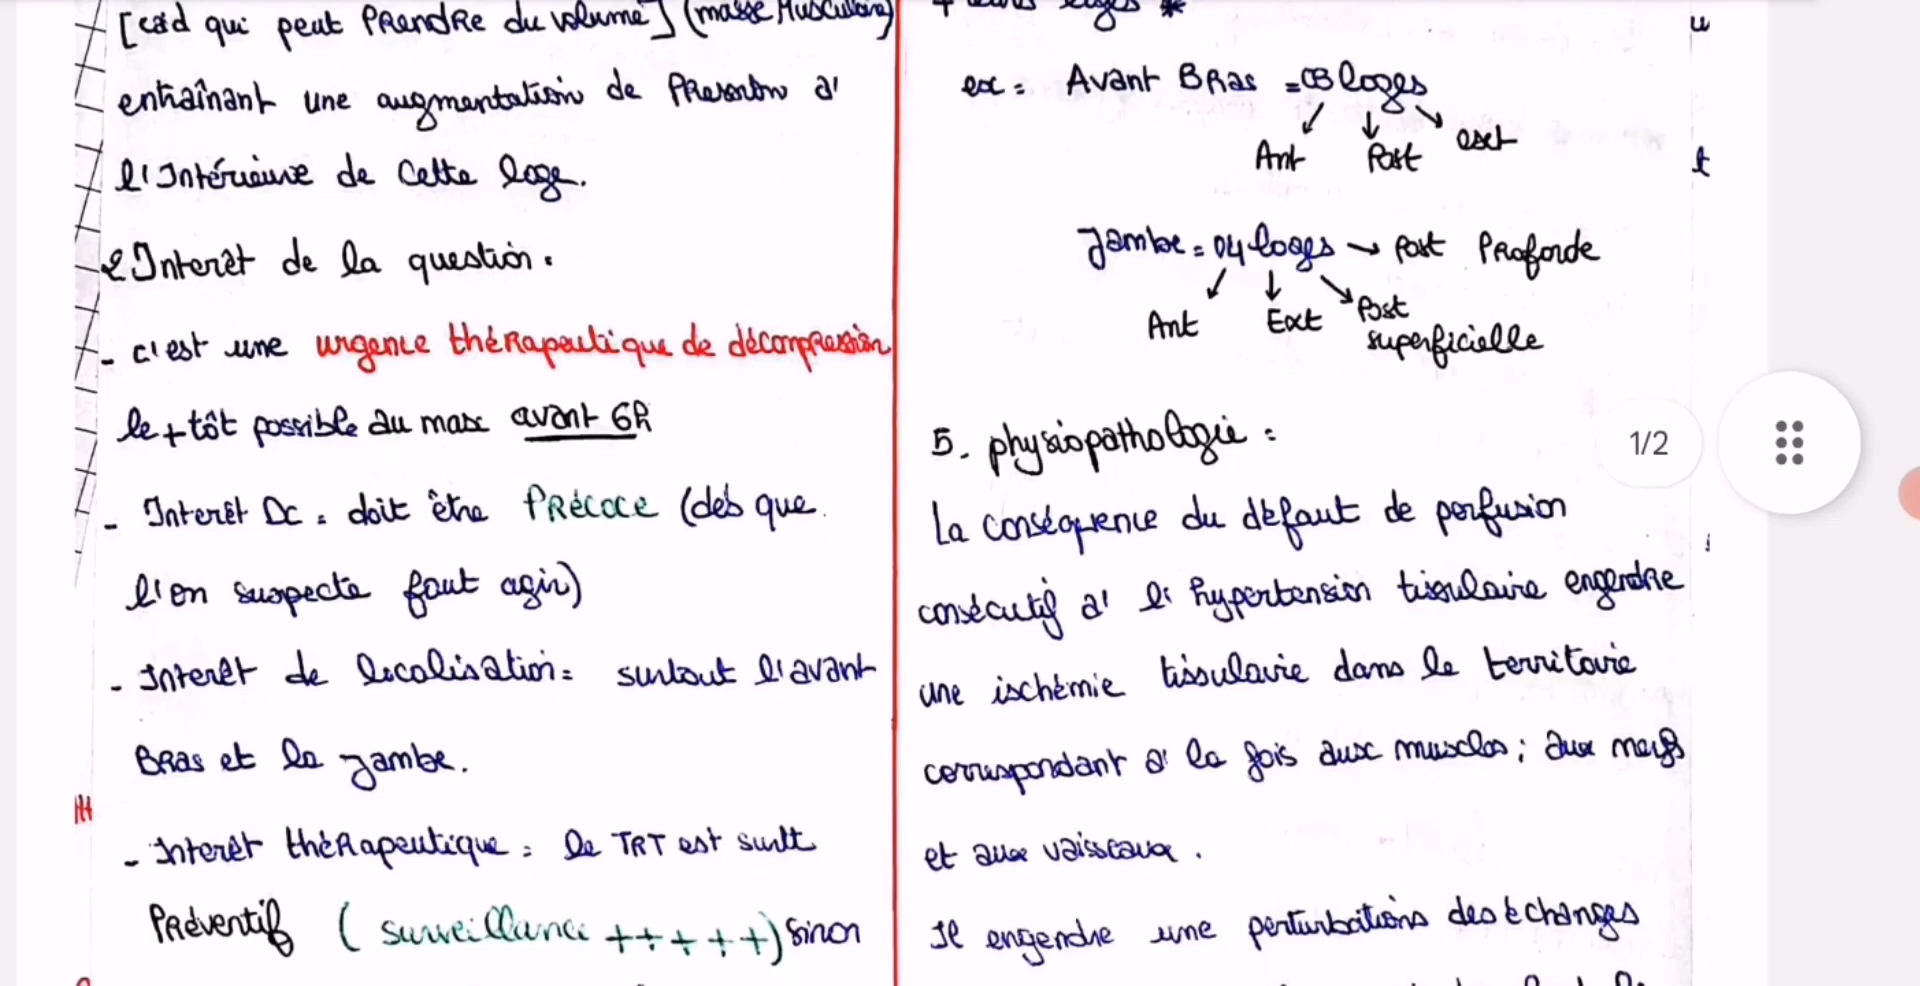 [càd qui peut Prendre du volume] (masse Musculaire)
entraînant une augmentation de Pression à
l'Intérieure de Cette loge.
2 Interêt de la question.
- c'est une urgence thérapeutique de décompression
le + tôt possible au max avant 6h
- Interêt Dc = doit être Précoce (dès que
l'on suspecte faut agir)
- Interêt de localisation = surtout l'avant
Bras et la jambe.
- Interêt thérapeutique = le TRT est surtt
Préventif ( surveillance +++++) sinon
ex = Avant Bras = 03 loges
Ant Post ext
Jambe = 04 loges → Post Proforde
Ant Ext Post
superficielle
5. physiopathologie =
La conséquence du défaut de perfusion
consécutif à l' hypertension tissulaire engendre
une ischémie tissulaire dans le territoire
correspondant à la fois aux muscles ; aux nerfs
et aux vaisseaux.
Il engendre une perturbations des échanges
1/2